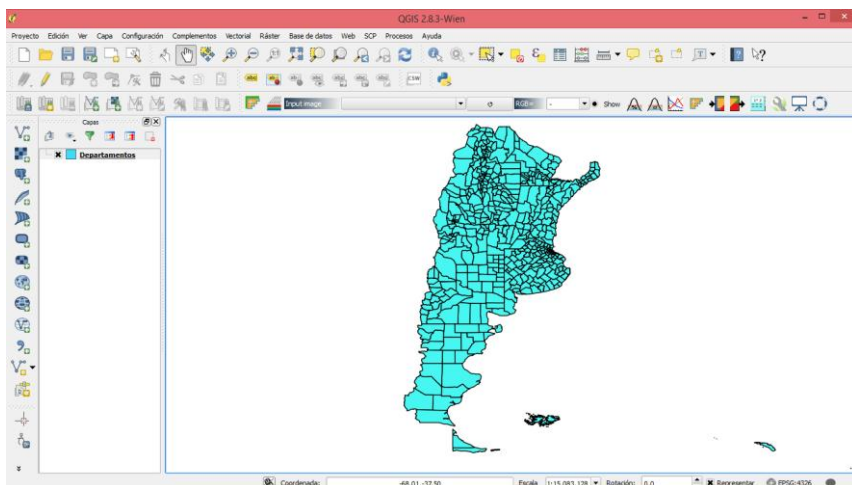 QGIS 2.8.3-Wien
Proyecto Edición Ver Capa Configuración Complementos Vectorial Ráster Base de datos Web SCP Procesos Ayuda
CSW
Input image RGB= - Show
Capas
Departamentos
Coordenada: -68.01,-37.50 Escala 1:15.083.128 Rotación: 0,0 Representar EPSG:4326